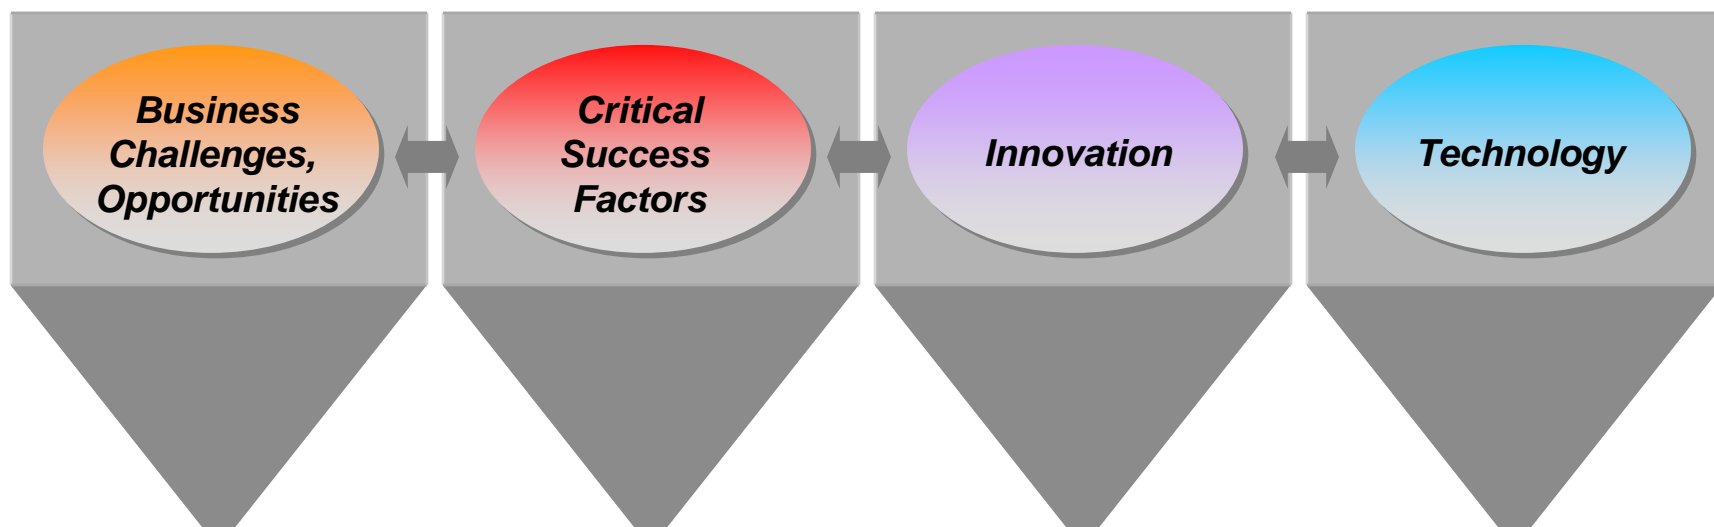 Business
Challenges,
Opportunities
Critical
Success
Factors
Innovation
Technology